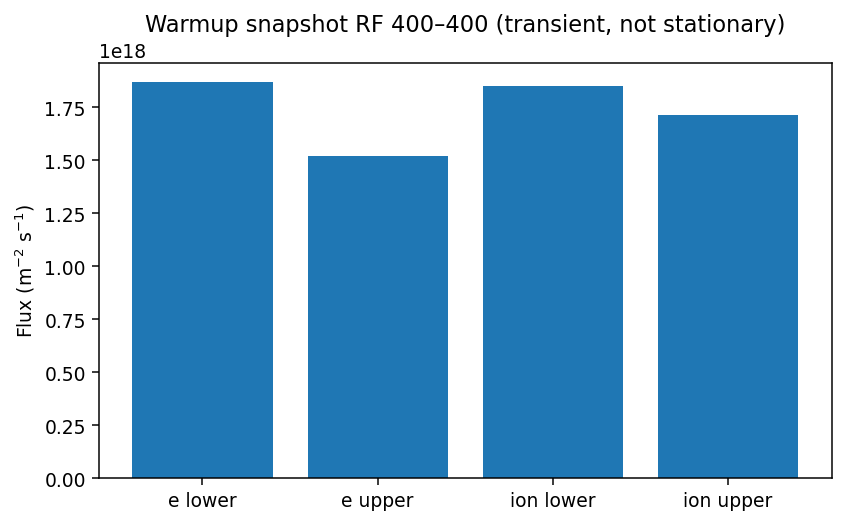 Warmup snapshot RF 400–400 (transient, not stationary)
1e18
1.75
1.50
1.25
1.00
0.75
0.50
0.25
0.00
Flux (m⁻² s⁻¹)
e lower
e upper
ion lower
ion upper